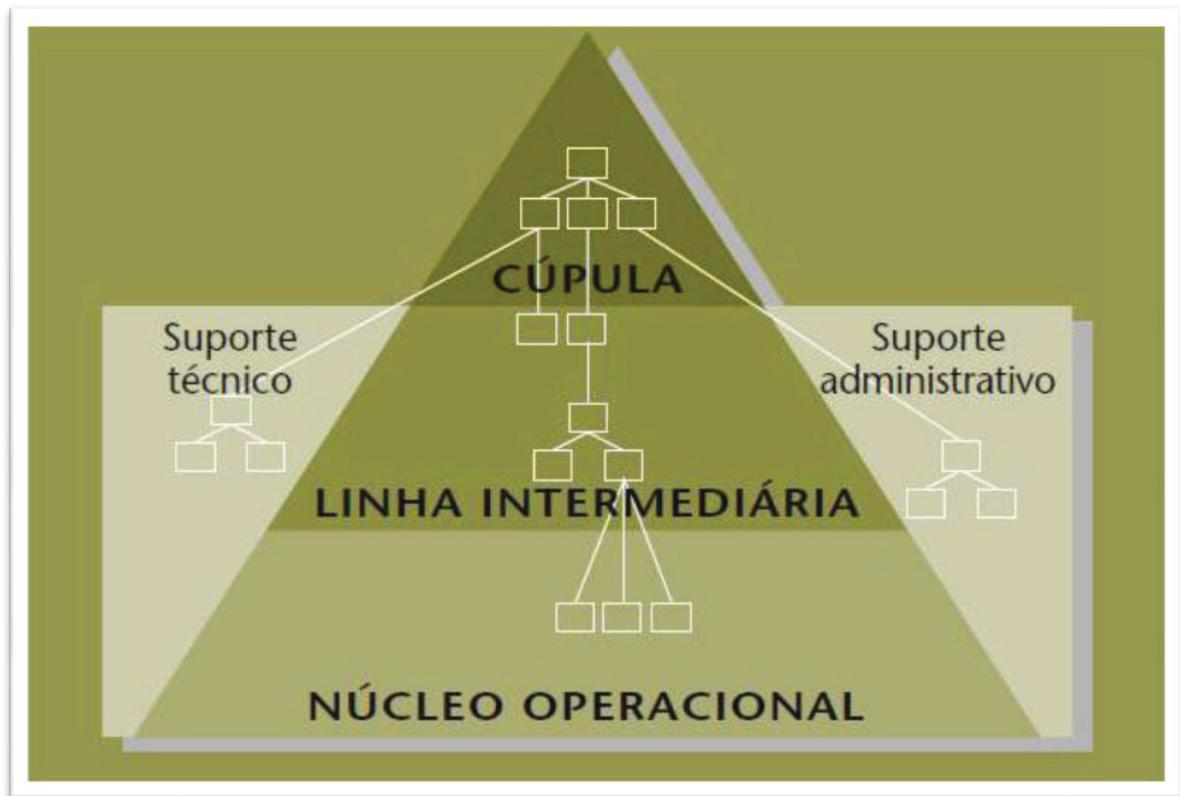 CÚPULA
Suporte
técnico
Suporte
administrativo
LINHA INTERMEDIÁRIA
NÚCLEO OPERACIONAL